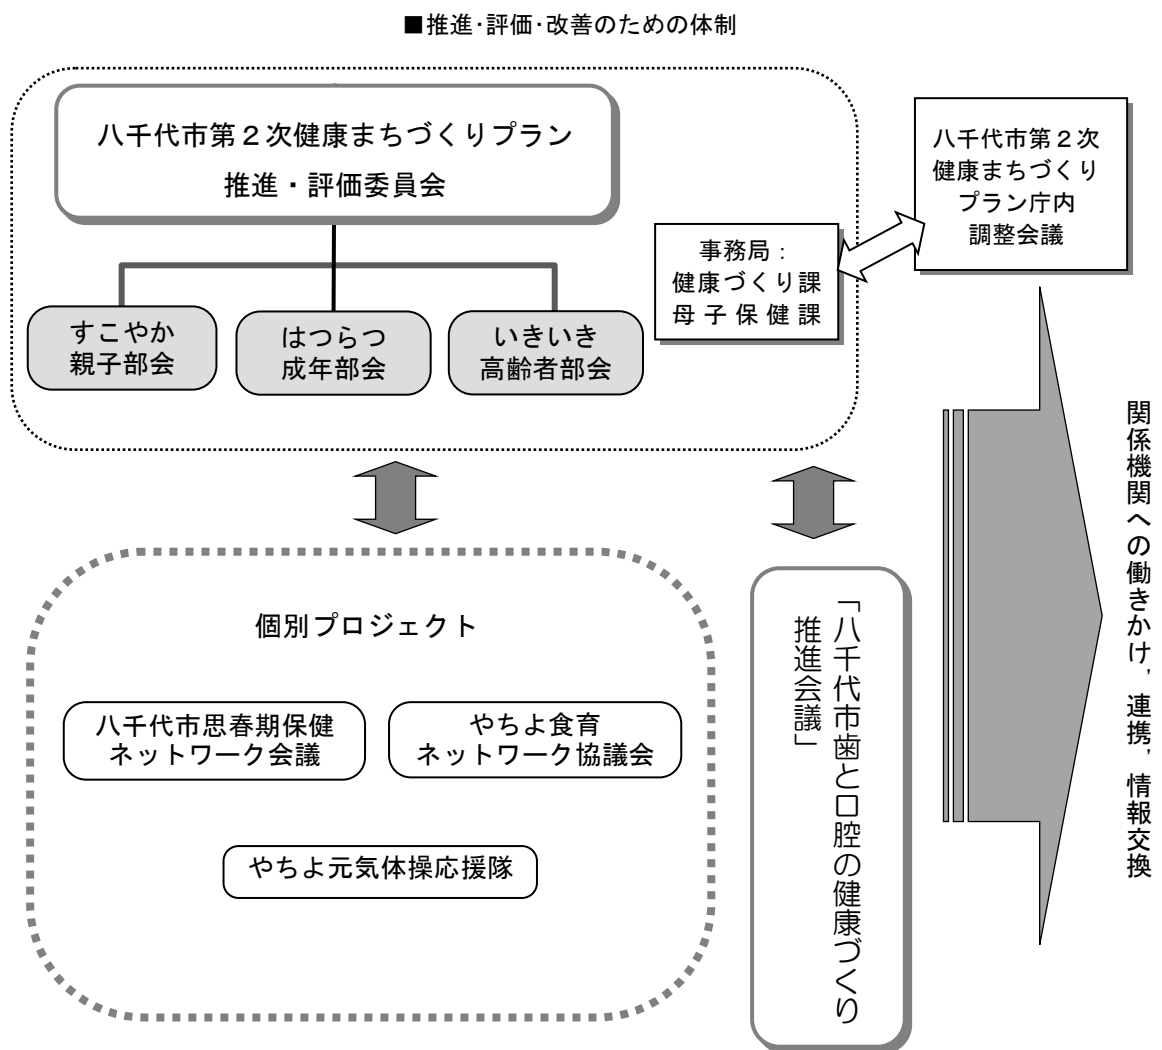 ■推進・評価・改善のための体制
八千代市第２次健康まちづくりプラン
推進・評価委員会
すこやか
親子部会
はつらつ
成年部会
いきいき
高齢者部会
事務局：
健康づくり課
母子保健課
八千代市第２次
健康まちづくり
プラン庁内
調整会議
個別プロジェクト
八千代市思春期保健
ネットワーク会議
やちよ食育
ネットワーク協議会
やちよ元気体操応援隊
「八千代市歯と口腔の健康づくり
推進会議」
関係機関への働きかけ，連携，情報交換